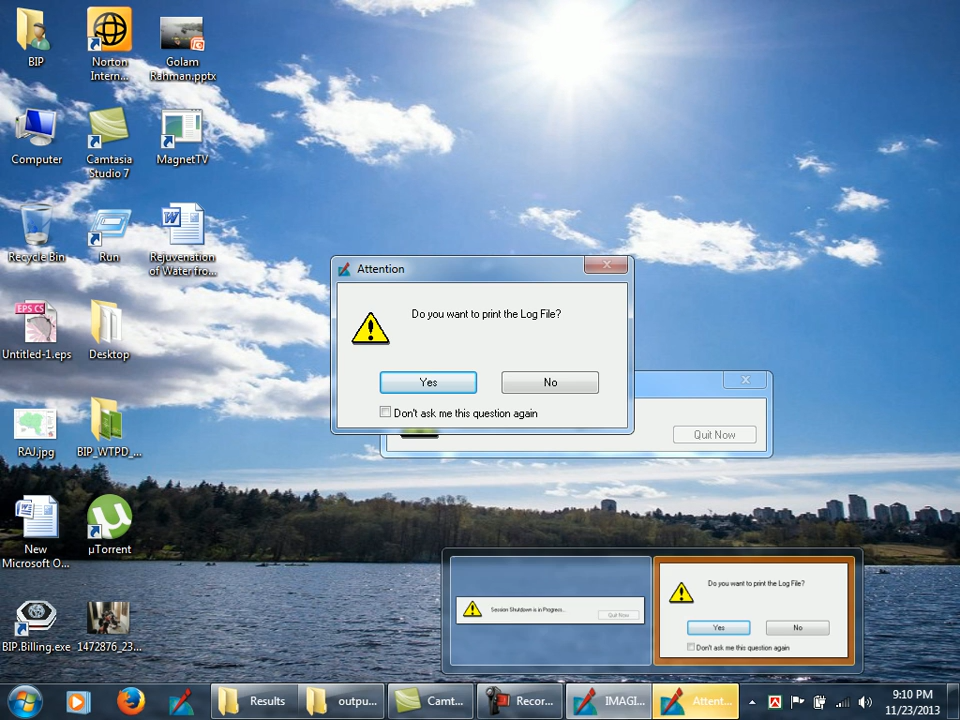 BIP
Norton
Intern...
Golam
Rahman.pptx
Computer
Camtasia
Studio 7
MagnetTV
Recycle Bin
Run
Rejuvenation
of Waterfro...
EPS CS
Untitled-1.eps
Desktop
RAJ.jpg
BIP_WTPD_...
New
Microsoft O...
µTorrent
BIP.Billing.exe
1472876_23...
Attention
Do you want to print the Log File?
Yes
No
Don't ask me this question again
Quit Now
Session Shutdown is in Progress...
Quit Now
Do you want to print the Log File?
Yes
No
Don't ask me this question again
Results
outpu...
Camt...
Recor...
IMAGI...
Attent...
9:10 PM
11/23/2013